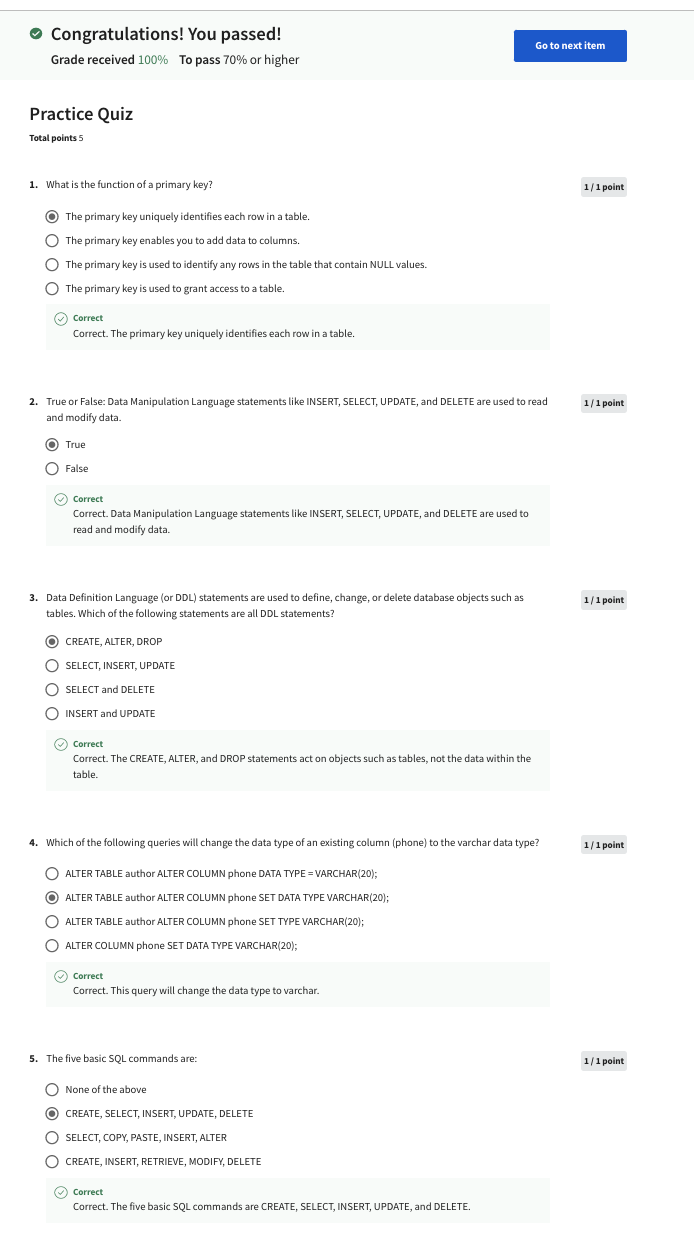 Congratulations! You passed!
Grade received 100% To pass 70% or higher
Go to next item
Practice Quiz
Total points 5
1. What is the function of a primary key?
1 / 1 point
The primary key uniquely identifies each row in a table.
The primary key enables you to add data to columns.
The primary key is used to identify any rows in the table that contain NULL values.
The primary key is used to grant access to a table.
Correct
Correct. The primary key uniquely identifies each row in a table.
2. True or False: Data Manipulation Language statements like INSERT, SELECT, UPDATE, and DELETE are used to read
and modify data.
1 / 1 point
True
False
Correct
Correct. Data Manipulation Language statements like INSERT, SELECT, UPDATE, and DELETE are used to
read and modify data.
3. Data Definition Language (or DDL) statements are used to define, change, or delete database objects such as
tables. Which of the following statements are all DDL statements?
1 / 1 point
CREATE, ALTER, DROP
SELECT, INSERT, UPDATE
SELECT and DELETE
INSERT and UPDATE
Correct
Correct. The CREATE, ALTER, and DROP statements act on objects such as tables, not the data within the
table.
4. Which of the following queries will change the data type of an existing column (phone) to the varchar data type?
1 / 1 point
ALTER TABLE author ALTER COLUMN phone DATA TYPE = VARCHAR(20);
ALTER TABLE author ALTER COLUMN phone SET DATA TYPE VARCHAR(20);
ALTER TABLE author ALTER COLUMN phone SET TYPE VARCHAR(20);
ALTER COLUMN phone SET DATA TYPE VARCHAR(20);
Correct
Correct. This query will change the data type to varchar.
5. The five basic SQL commands are:
1 / 1 point
None of the above
CREATE, SELECT, INSERT, UPDATE, DELETE
SELECT, COPY, PASTE, INSERT, ALTER
CREATE, INSERT, RETRIEVE, MODIFY, DELETE
Correct
Correct. The five basic SQL commands are CREATE, SELECT, INSERT, UPDATE, and DELETE.